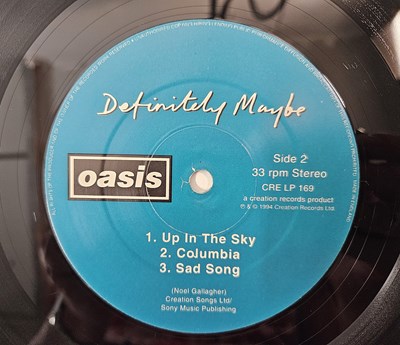 Definitely Maybe
oasis
Side 2
33 rpm Stereo
CRE LP 169
a creation records product
℗ & © 1994 Creation Records Ltd.
1. Up In The Sky
2. Columbia
3. Sad Song
(Noel Gallagher)
Creation Songs Ltd/
Sony Music Publishing